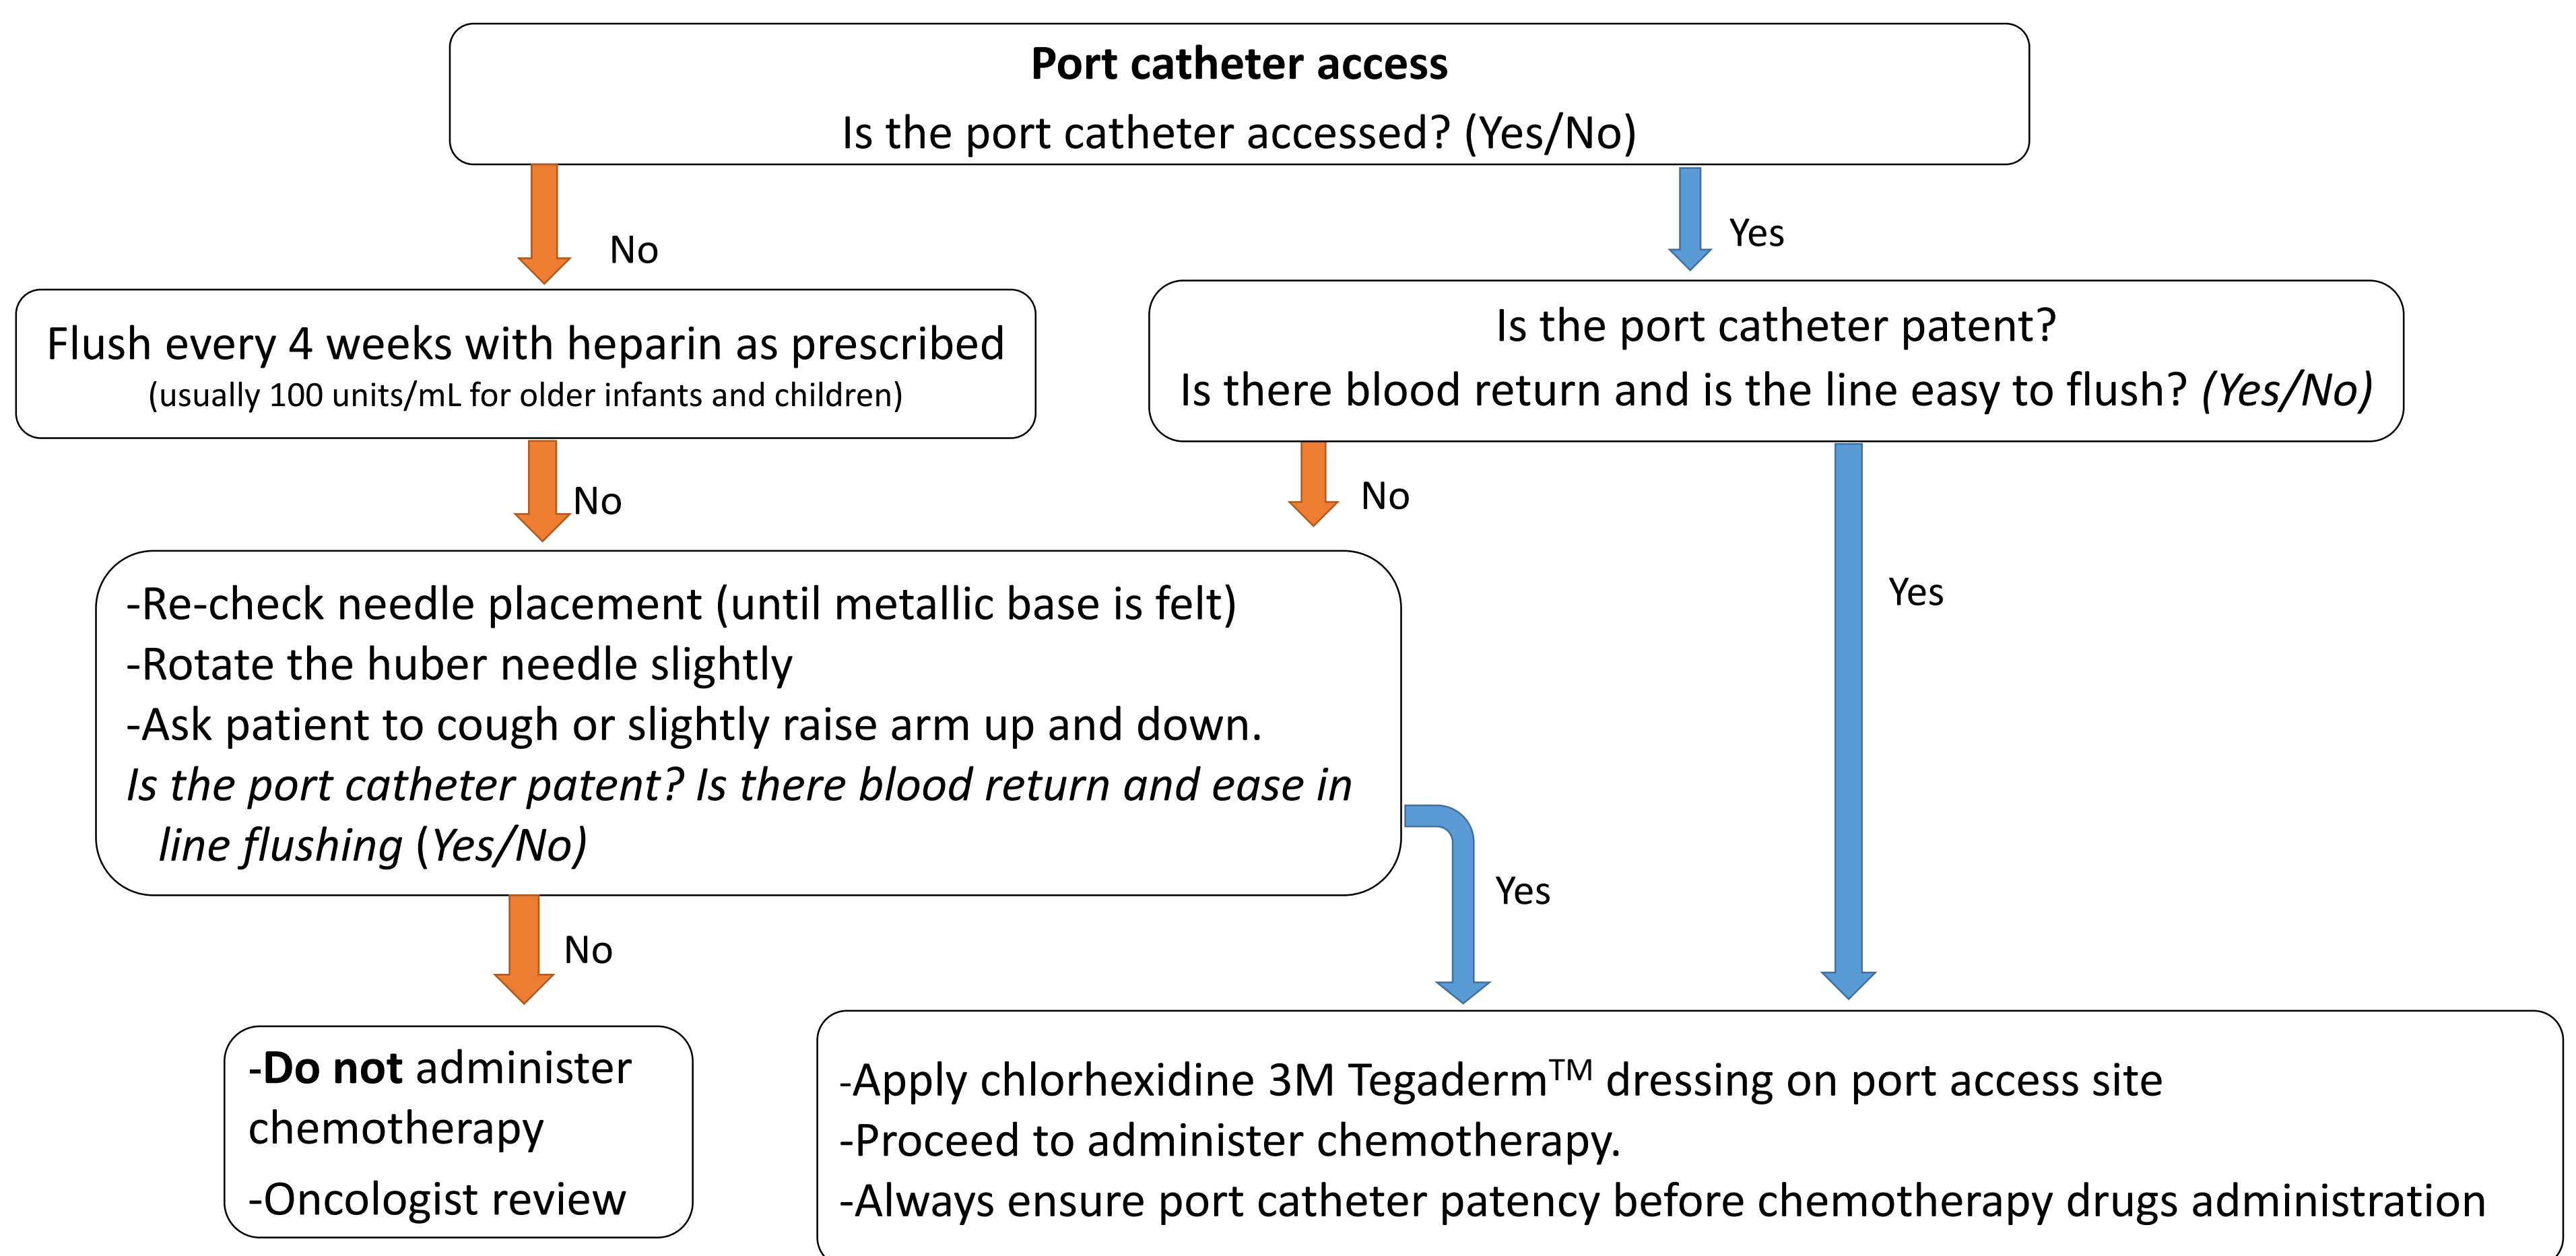 Port catheter access
Is the port catheter accessed? (Yes/No)
No
Yes
Flush every 4 weeks with heparin as prescribed
(usually 100 units/mL for older infants and children)
Is the port catheter patent?
Is there blood return and is the line easy to flush? (Yes/No)
No
No
Yes
-Re-check needle placement (until metallic base is felt)
-Rotate the huber needle slightly
-Ask patient to cough or slightly raise arm up and down.
Is the port catheter patent? Is there blood return and ease in
line flushing (Yes/No)
Yes
No
-Do not administer
chemotherapy
-Oncologist review
-Apply chlorhexidine 3M Tegaderm™ dressing on port access site
-Proceed to administer chemotherapy.
-Always ensure port catheter patency before chemotherapy drugs administration